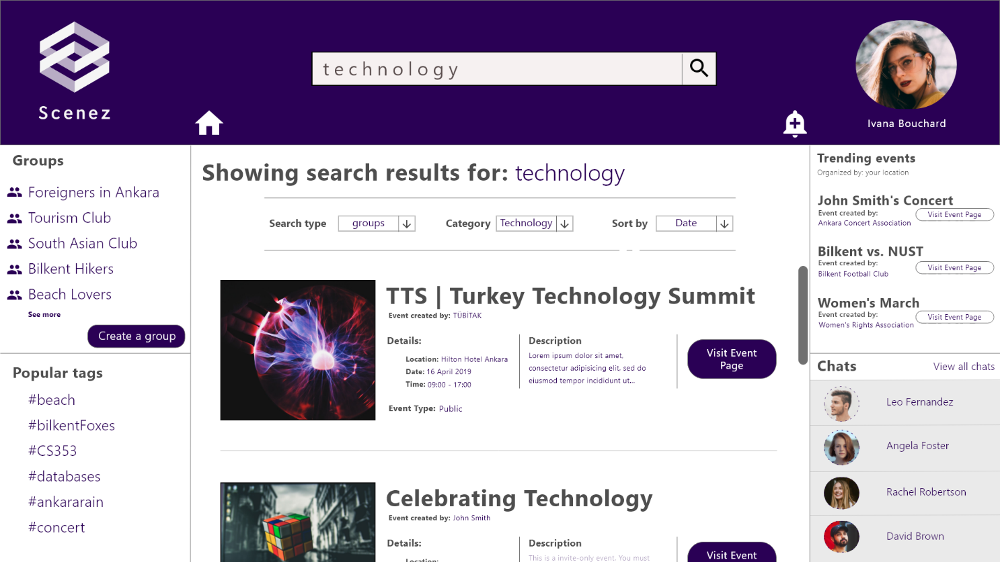 technology
Scenez
Ivana Bouchard
Groups
Foreigners in Ankara
Tourism Club
South Asian Club
Bilkent Hikers
Beach Lovers
See more
Create a group
Popular tags
#beach
#bilkentFoxes
#CS353
#databases
#ankararain
#concert
Showing search results for: technology
Search type groups Category Technology Sort by Date
TTS | Turkey Technology Summit
Event created by: TÜBİTAK
Details:
Location: Hilton Hotel Ankara
Date: 16 April 2019
Time: 09:00 - 17:00
Event Type: Public
Description
Lorem ipsum dolor sit amet,
consectetur adipisicing elit, sed do
eiusmod tempor incididunt ut...
Visit Event
Page
Celebrating Technology
Event created by: John Smith
Details:
Location:
Description
This is a invite-only event. You must
Visit Event
Trending events
Organized by: your location
John Smith's Concert
Event created by:
Ankara Concert Association
Visit Event Page
Bilkent vs. NUST
Event created by:
Bilkent Football Club
Visit Event Page
Women's March
Event created by:
Women's Rights Association
Visit Event Page
Chats View all chats
Leo Fernandez
Angela Foster
Rachel Robertson
David Brown